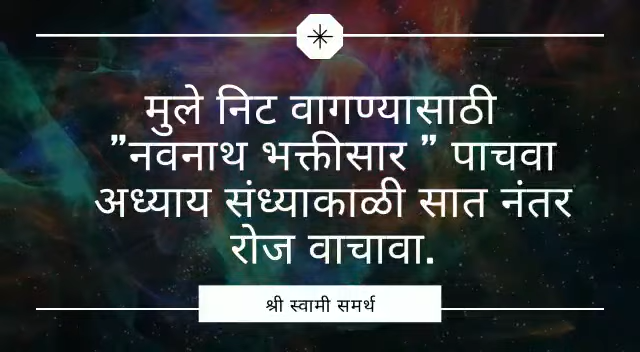 मुले निट वागण्यासाठी
”नवनाथ भक्तीसार ” पाचवा
अध्याय संध्याकाळी सात नंतर
रोज वाचावा.
श्री स्वामी समर्थ